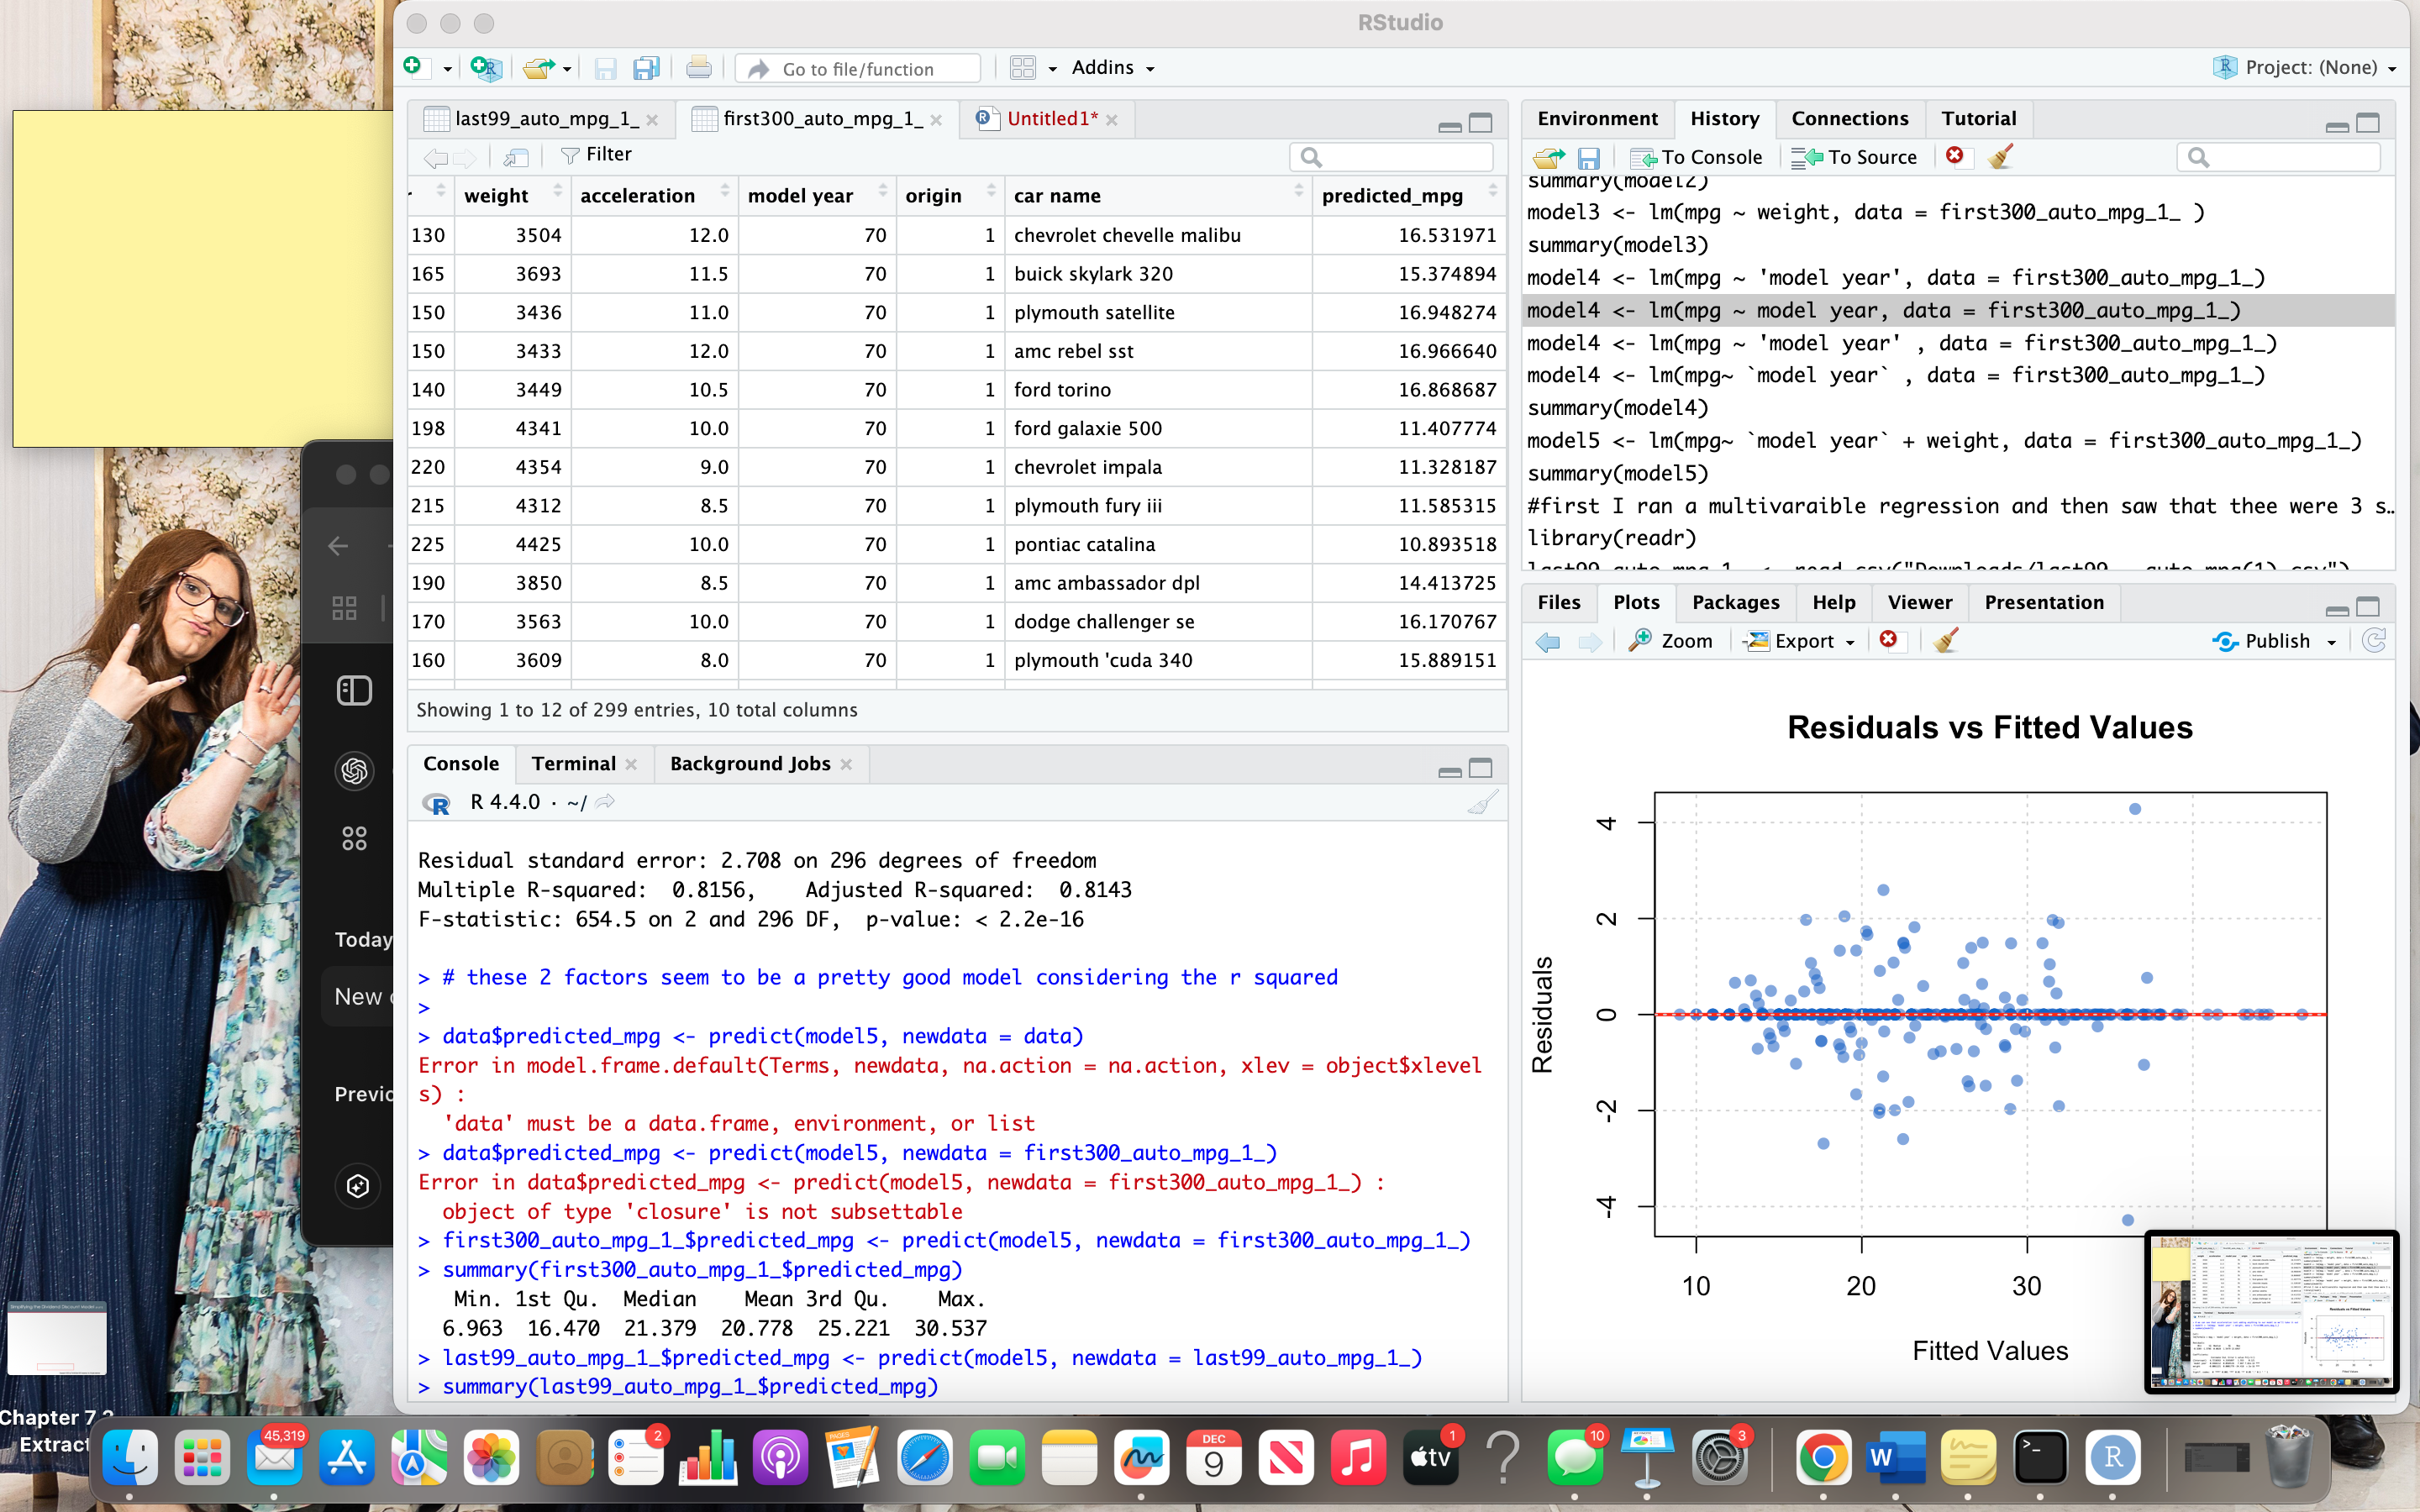 RStudio
Go to file/function
Addins
Project: (None)
last99_auto_mpg_1_
first300_auto_mpg_1_
Untitled1*
Filter
r weight acceleration model year origin car name predicted_mpg
130 3504 12.0 70 1 chevrolet chevelle malibu 16.531971
165 3693 11.5 70 1 buick skylark 320 15.374894
150 3436 11.0 70 1 plymouth satellite 16.948274
150 3433 12.0 70 1 amc rebel sst 16.966640
140 3449 10.5 70 1 ford torino 16.868687
198 4341 10.0 70 1 ford galaxie 500 11.407774
220 4354 9.0 70 1 chevrolet impala 11.328187
215 4312 8.5 70 1 plymouth fury iii 11.585315
225 4425 10.0 70 1 pontiac catalina 10.893518
190 3850 8.5 70 1 amc ambassador dpl 14.413725
170 3563 10.0 70 1 dodge challenger se 16.170767
160 3609 8.0 70 1 plymouth 'cuda 340 15.889151
Showing 1 to 12 of 299 entries, 10 total columns
Console Terminal Background Jobs
R 4.4.0 · ~/
Residual standard error: 2.708 on 296 degrees of freedom
Multiple R-squared:  0.8156,    Adjusted R-squared:  0.8143
F-statistic: 654.5 on 2 and 296 DF,  p-value: < 2.2e-16
> # these 2 factors seem to be a pretty good model considering the r squared
>
> data$predicted_mpg <- predict(model5, newdata = data)
Error in model.frame.default(Terms, newdata, na.action = na.action, xlev = object$xlevel
s) :
'data' must be a data.frame, environment, or list
> data$predicted_mpg <- predict(model5, newdata = first300_auto_mpg_1_)
Error in data$predicted_mpg <- predict(model5, newdata = first300_auto_mpg_1_) :
object of type 'closure' is not subsettable
> first300_auto_mpg_1_$predicted_mpg <- predict(model5, newdata = first300_auto_mpg_1_)
> summary(first300_auto_mpg_1_$predicted_mpg)
Min. 1st Qu.  Median    Mean 3rd Qu.    Max.
6.963  16.470  21.379  20.778  25.221  30.537
> last99_auto_mpg_1_$predicted_mpg <- predict(model5, newdata = last99_auto_mpg_1_)
> summary(last99_auto_mpg_1_$predicted_mpg)
Environment History Connections Tutorial
To Console
To Source
summary(model2)
model3 <- lm(mpg ~ weight, data = first300_auto_mpg_1_ )
summary(model3)
model4 <- lm(mpg ~ 'model year', data = first300_auto_mpg_1_)
model4 <- lm(mpg ~ model year, data = first300_auto_mpg_1_)
model4 <- lm(mpg ~ 'model year' , data = first300_auto_mpg_1_)
model4 <- lm(mpg~ `model year` , data = first300_auto_mpg_1_)
summary(model4)
model5 <- lm(mpg~ `model year` + weight, data = first300_auto_mpg_1_)
summary(model5)
#first I ran a multivaraible regression and then saw that thee were 3 s…
library(readr)
Files Plots Packages Help Viewer Presentation
Zoom
Export
Publish
Residuals vs Fitted Values
Residuals
4
2
0
-2
-4
10 20 30
Fitted Values
Today
New
Previo
Chapter 7
Extract
45,319
2
PAGES
DEC
9
tv
1
10
3
W
>_
R